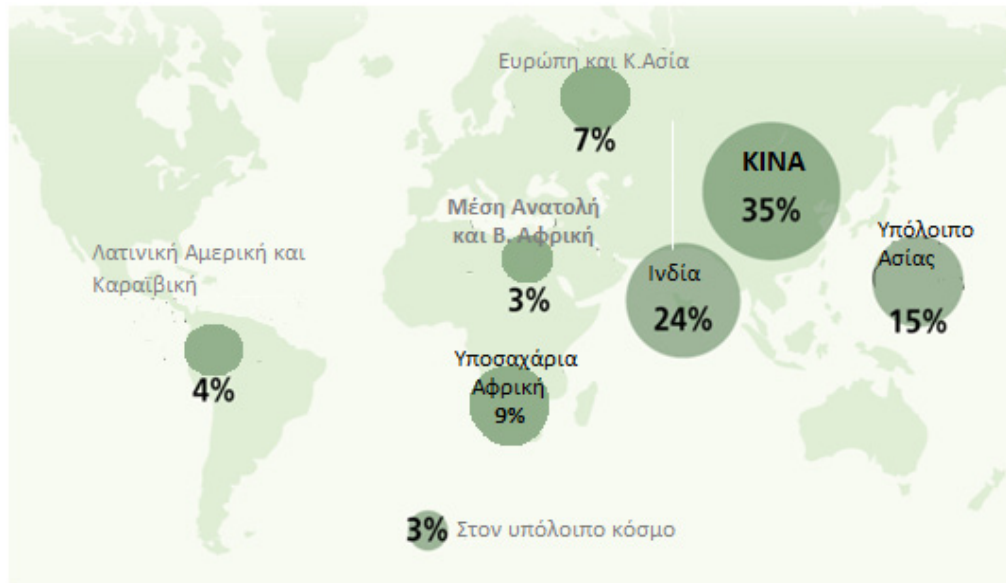 Ευρώπη και Κ.Ασία
7%
ΚΙΝΑ
35%
Μέση Ανατολή
και Β. Αφρική
3%
Λατινική Αμερική και
Καραϊβική
4%
Ινδία
24%
Υπόλοιπο
Ασίας
15%
Υποσαχάρια
Αφρική
9%
3% Στον υπόλοιπο κόσμο